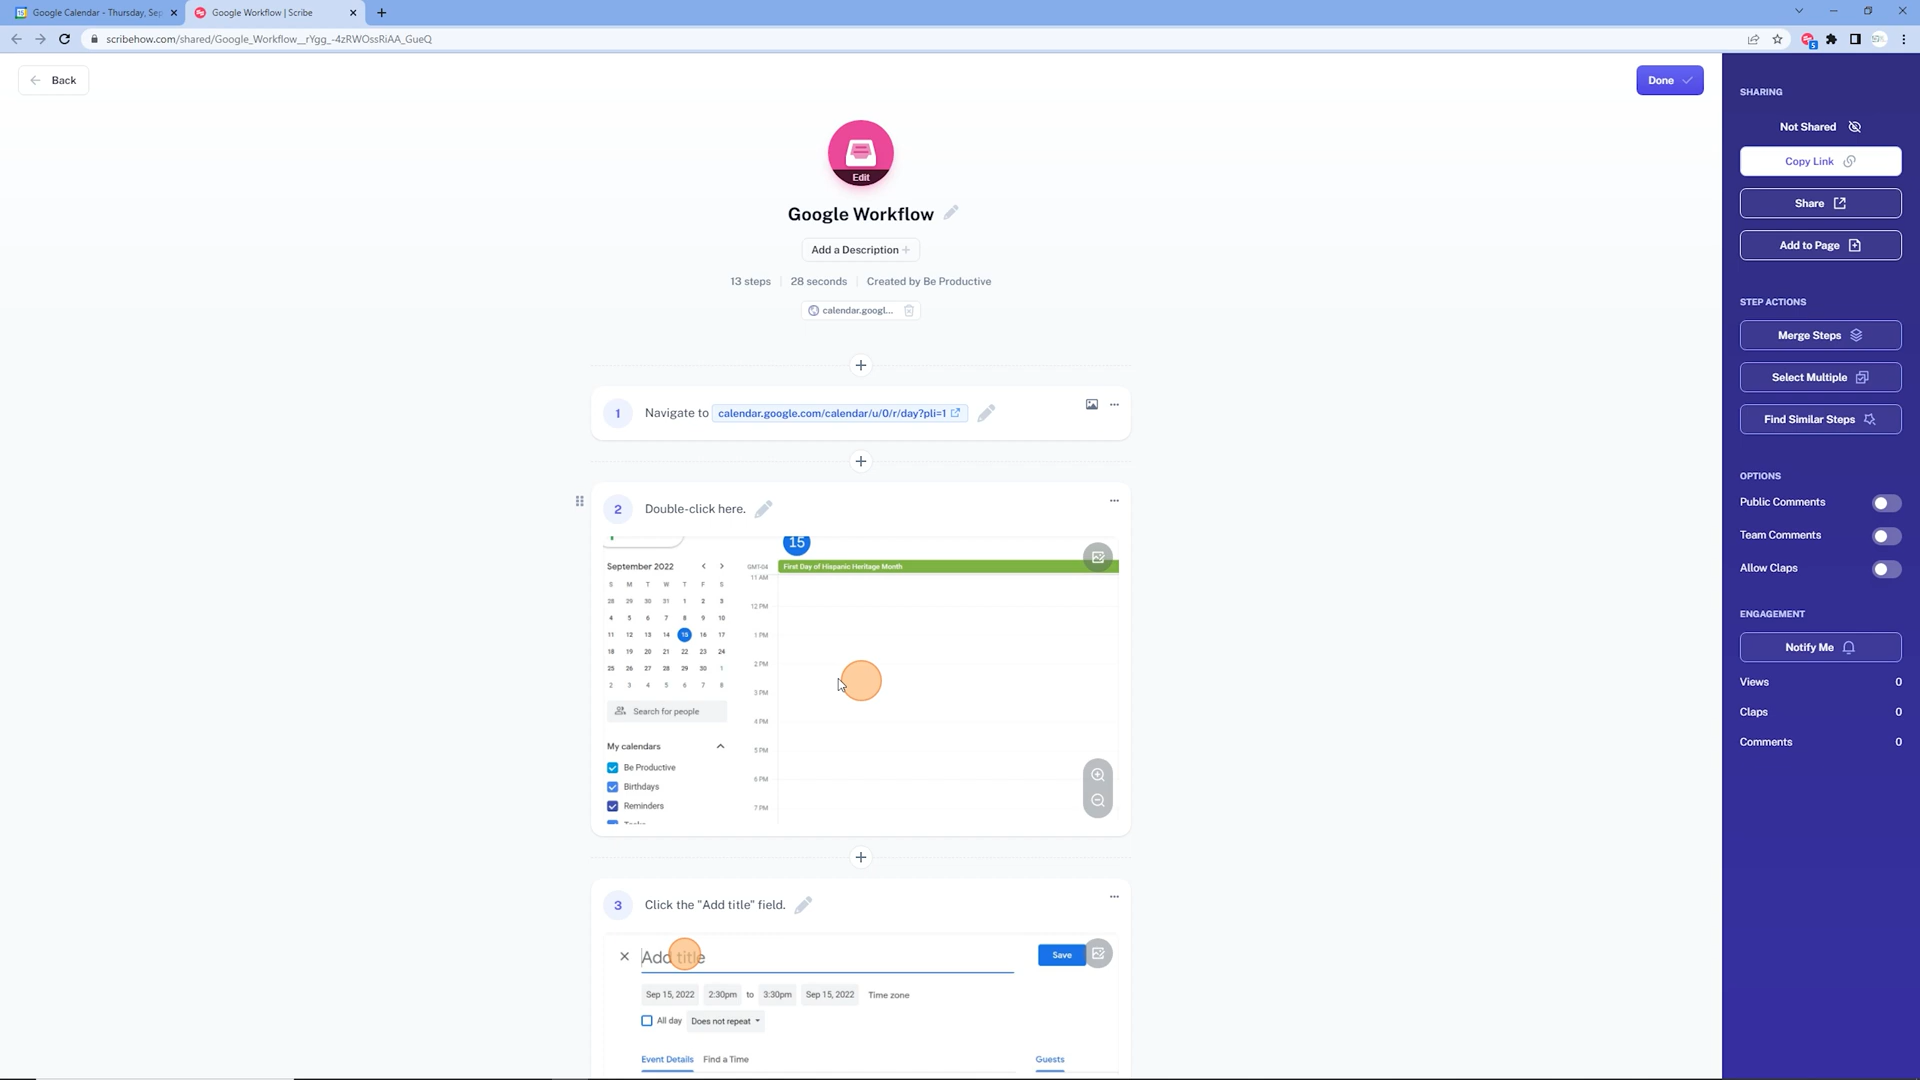 Google Calendar - Thursday, Sep
Google Workflow | Scribe
scribehow.com/shared/Google_Workflow__rYgg_-4zRWOssRiAA_GueQ
5
Back
Done
Edit
Google Workflow
Add a Description
13 steps
28 seconds
Created by Be Productive
calendar.googl...
1
Navigate to calendar.google.com/calendar/u/0/r/day?pli=1
2
Double-click here.
15
September 2022
GMT-04
First Day of Hispanic Heritage Month
S M T W T F S
28 29 30 31 1 2 3
4 5 6 7 8 9 10
11 12 13 14 15 16 17
18 19 20 21 22 23 24
25 26 27 28 29 30 1
2 3 4 5 6 7 8
11 AM
12 PM
1 PM
2 PM
3 PM
4 PM
5 PM
6 PM
7 PM
Search for people
My calendars
Be Productive
Birthdays
Reminders
3
Click the "Add title" field.
Add title
Save
Sep 15, 2022 2:30pm to 3:30pm Sep 15, 2022 Time zone
All day Does not repeat
Event Details Find a Time
Guests
SHARING
Not Shared
Copy Link
Share
Add to Page
STEP ACTIONS
Merge Steps
Select Multiple
Find Similar Steps
OPTIONS
Public Comments
Team Comments
Allow Claps
ENGAGEMENT
Notify Me
Views 0
Claps 0
Comments 0